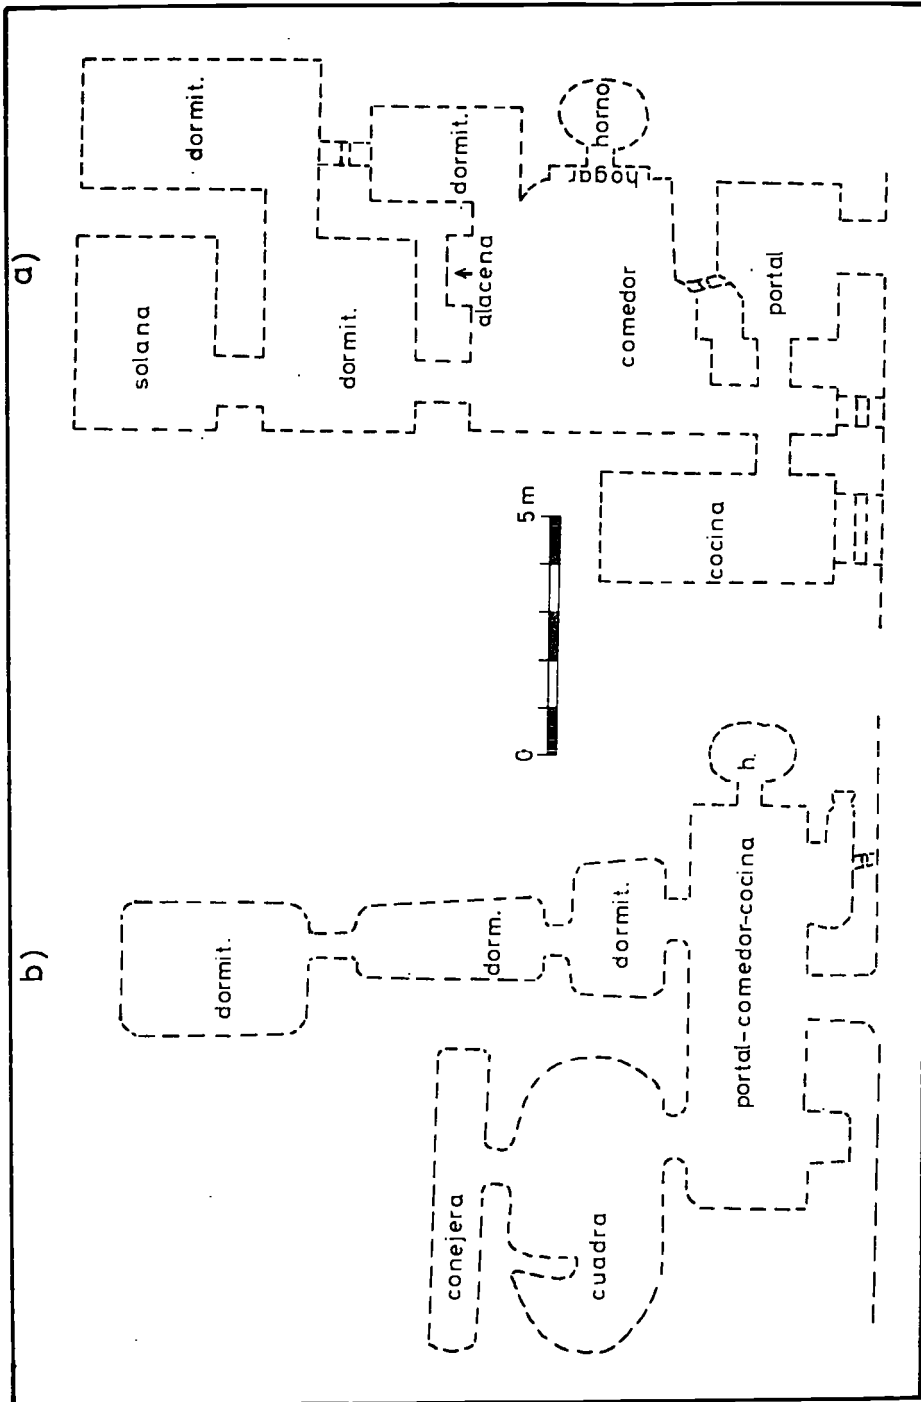 a)
solana
dormit.
dormit.
dormit.
alacena
comedor
hogar
horno
portal
cocina
0 5 m
b)
dormit.
dorm.
dormit.
conejera
cuadra
portal-comedor-cocina
h.